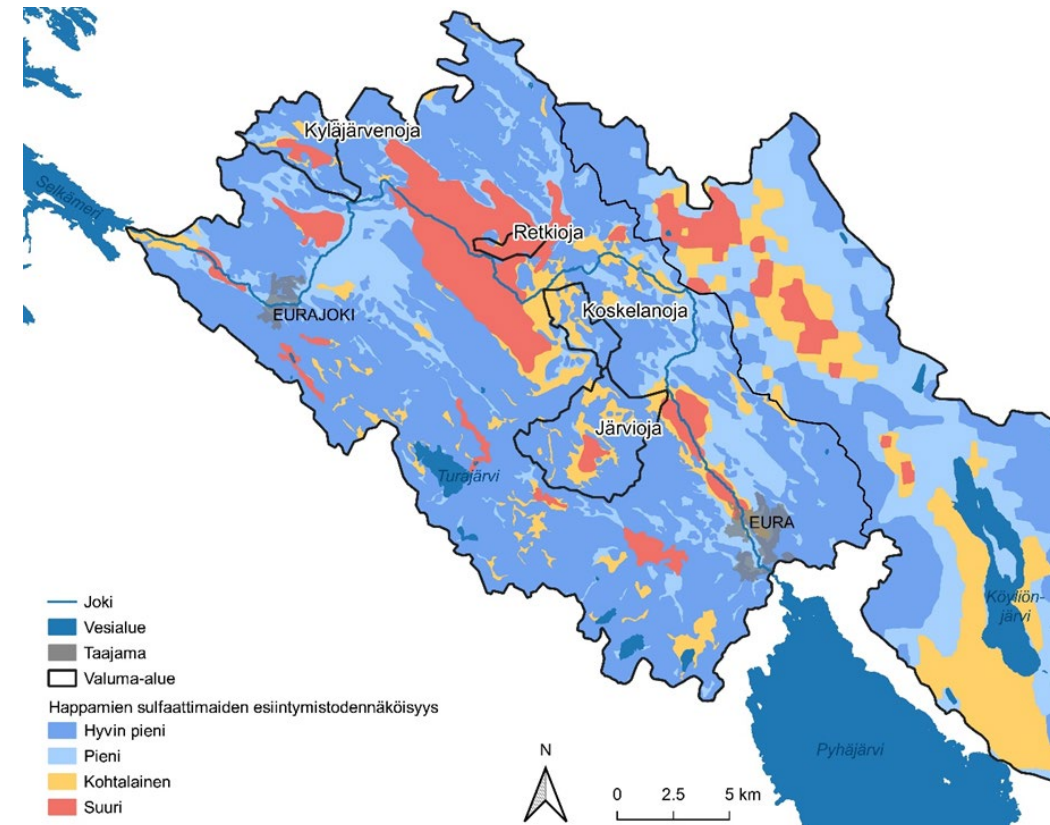 Kyläjärvenoja
Selkämeri
Retkioja
EURAJOKI
Koskelanoja
Järvioja
Turajärvi
EURA
Köyliön-
järvi
Pyhäjärvi
Joki
Vesialue
Taajama
Valuma-alue
Happamien sulfaattimaiden esiintymistodennäköisyys
Hyvin pieni
Pieni
Kohtalainen
Suuri
N
0 2.5 5 km